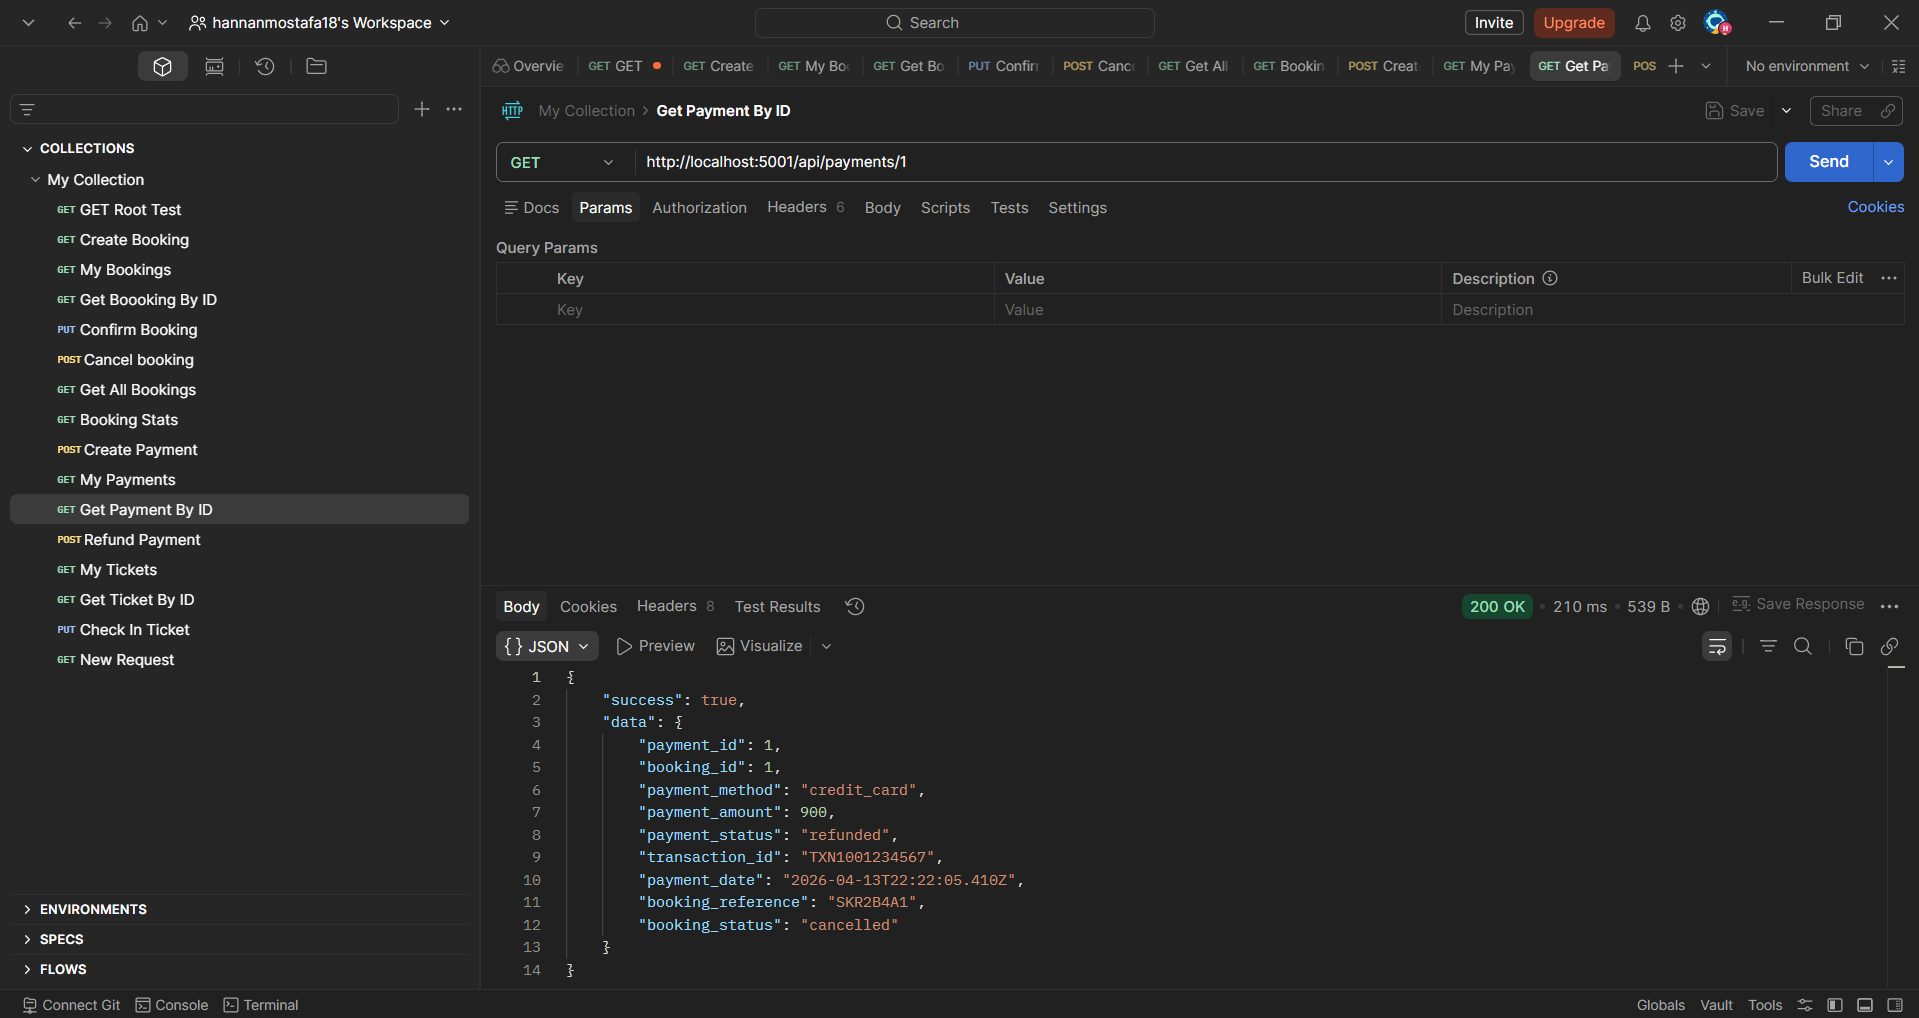 hannanmostafa18's Workspace
Search
Invite
Upgrade
H
Overvie
GET GET
GET Create
GET My Bo
GET Get Bo
PUT Confir
POST Canc
GET Get All
GET Bookin
POST Creat
GET My Pay
GET Get Pa
POS
No environment
COLLECTIONS
My Collection
GET GET Root Test
GET Create Booking
GET My Bookings
GET Get Boooking By ID
PUT Confirm Booking
POST Cancel booking
GET Get All Bookings
GET Booking Stats
POST Create Payment
GET My Payments
GET Get Payment By ID
POST Refund Payment
GET My Tickets
GET Get Ticket By ID
PUT Check In Ticket
GET New Request
ENVIRONMENTS
SPECS
FLOWS
HTTP My Collection > Get Payment By ID
Save
Share
GET http://localhost:5001/api/payments/1
Send
Docs Params Authorization Headers 6 Body Scripts Tests Settings
Cookies
Query Params
Key Value Description Bulk Edit
Key Value Description
Body Cookies Headers 8 Test Results
200 OK • 210 ms • 539 B
e.g. Save Response
{} JSON Preview Visualize
1 {
2 "success": true,
3 "data": {
4 "payment_id": 1,
5 "booking_id": 1,
6 "payment_method": "credit_card",
7 "payment_amount": 900,
8 "payment_status": "refunded",
9 "transaction_id": "TXN1001234567",
10 "payment_date": "2026-04-13T22:22:05.410Z",
11 "booking_reference": "SKR2B4A1",
12 "booking_status": "cancelled"
13 }
14 }
Connect Git Console Terminal
Globals Vault Tools